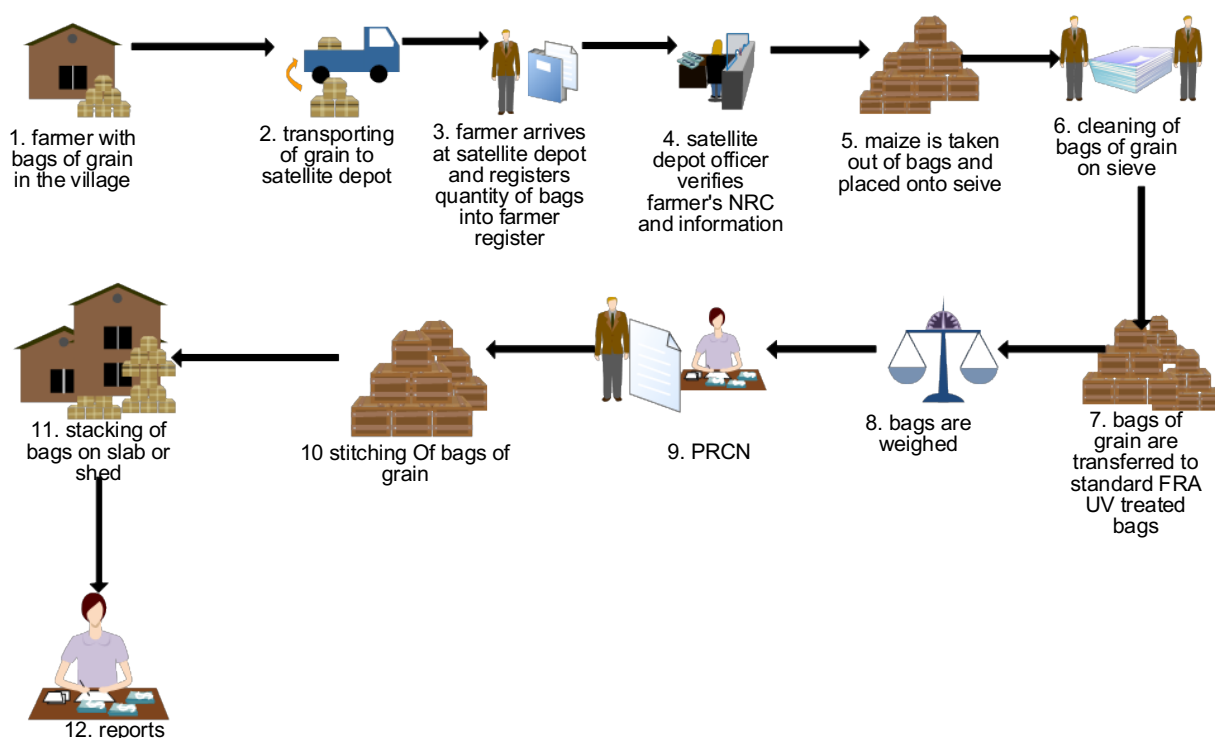 1. farmer with
bags of grain
in the village
2. transporting
of grain to
satellite depot
3. farmer arrives
at satellite depot
and registers
quantity of bags
into farmer
register
4. satellite
depot officer
verifies
farmer's NRC
and information
5. maize is taken
out of bags and
placed onto seive
6. cleaning of
bags of grain
on sieve
7. bags of
grain are
transferred to
standard FRA
UV treated
bags
8. bags are
weighed
9. PRCN
10 stitching Of bags of
grain
11. stacking of
bags on slab or
shed
12. reports